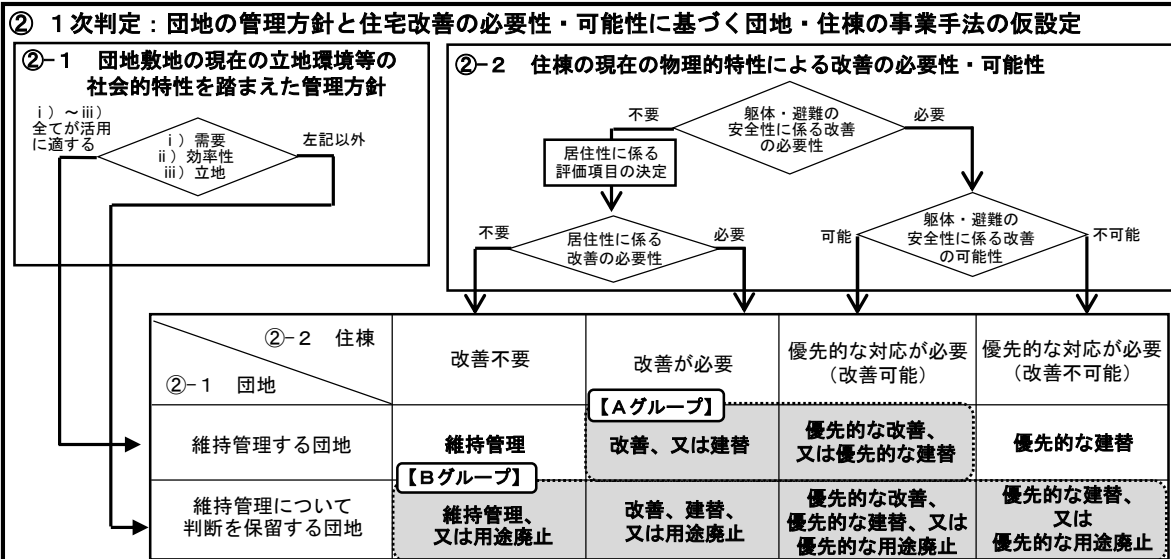 ② １次判定：団地の管理方針と住宅改善の必要性・可能性に基づく団地・住棟の事業手法の仮設定
②-１　団地敷地の現在の立地環境等の
社会的特性を踏まえた管理方針
ⅰ）～ⅲ）
全てが活用
に適する
ⅰ）需要
ⅱ）効率性
ⅲ）立地
左記以外
②-２　住棟の現在の物理的特性による改善の必要性・可能性
不要
躯体・避難の
安全性に係る改善
の必要性
必要
居住性に係る
評価項目の決定
不要
居住性に係る
改善の必要性
必要
可能
躯体・避難の
安全性に係る改善
の可能性
不可能
②-２　住棟
②-１　団地
改善不要
改善が必要
優先的な対応が必要
（改善可能）
優先的な対応が必要
（改善不可能）
【Ａグループ】
維持管理する団地
維持管理
改善、又は建替
優先的な改善、
又は優先的な建替
優先的な建替
【Ｂグループ】
維持管理について
判断を保留する団地
維持管理、
又は用途廃止
改善、建替、
又は用途廃止
優先的な改善、
優先的な建替、又は
優先的な用途廃止
優先的な建替、
又は
優先的な用途廃止